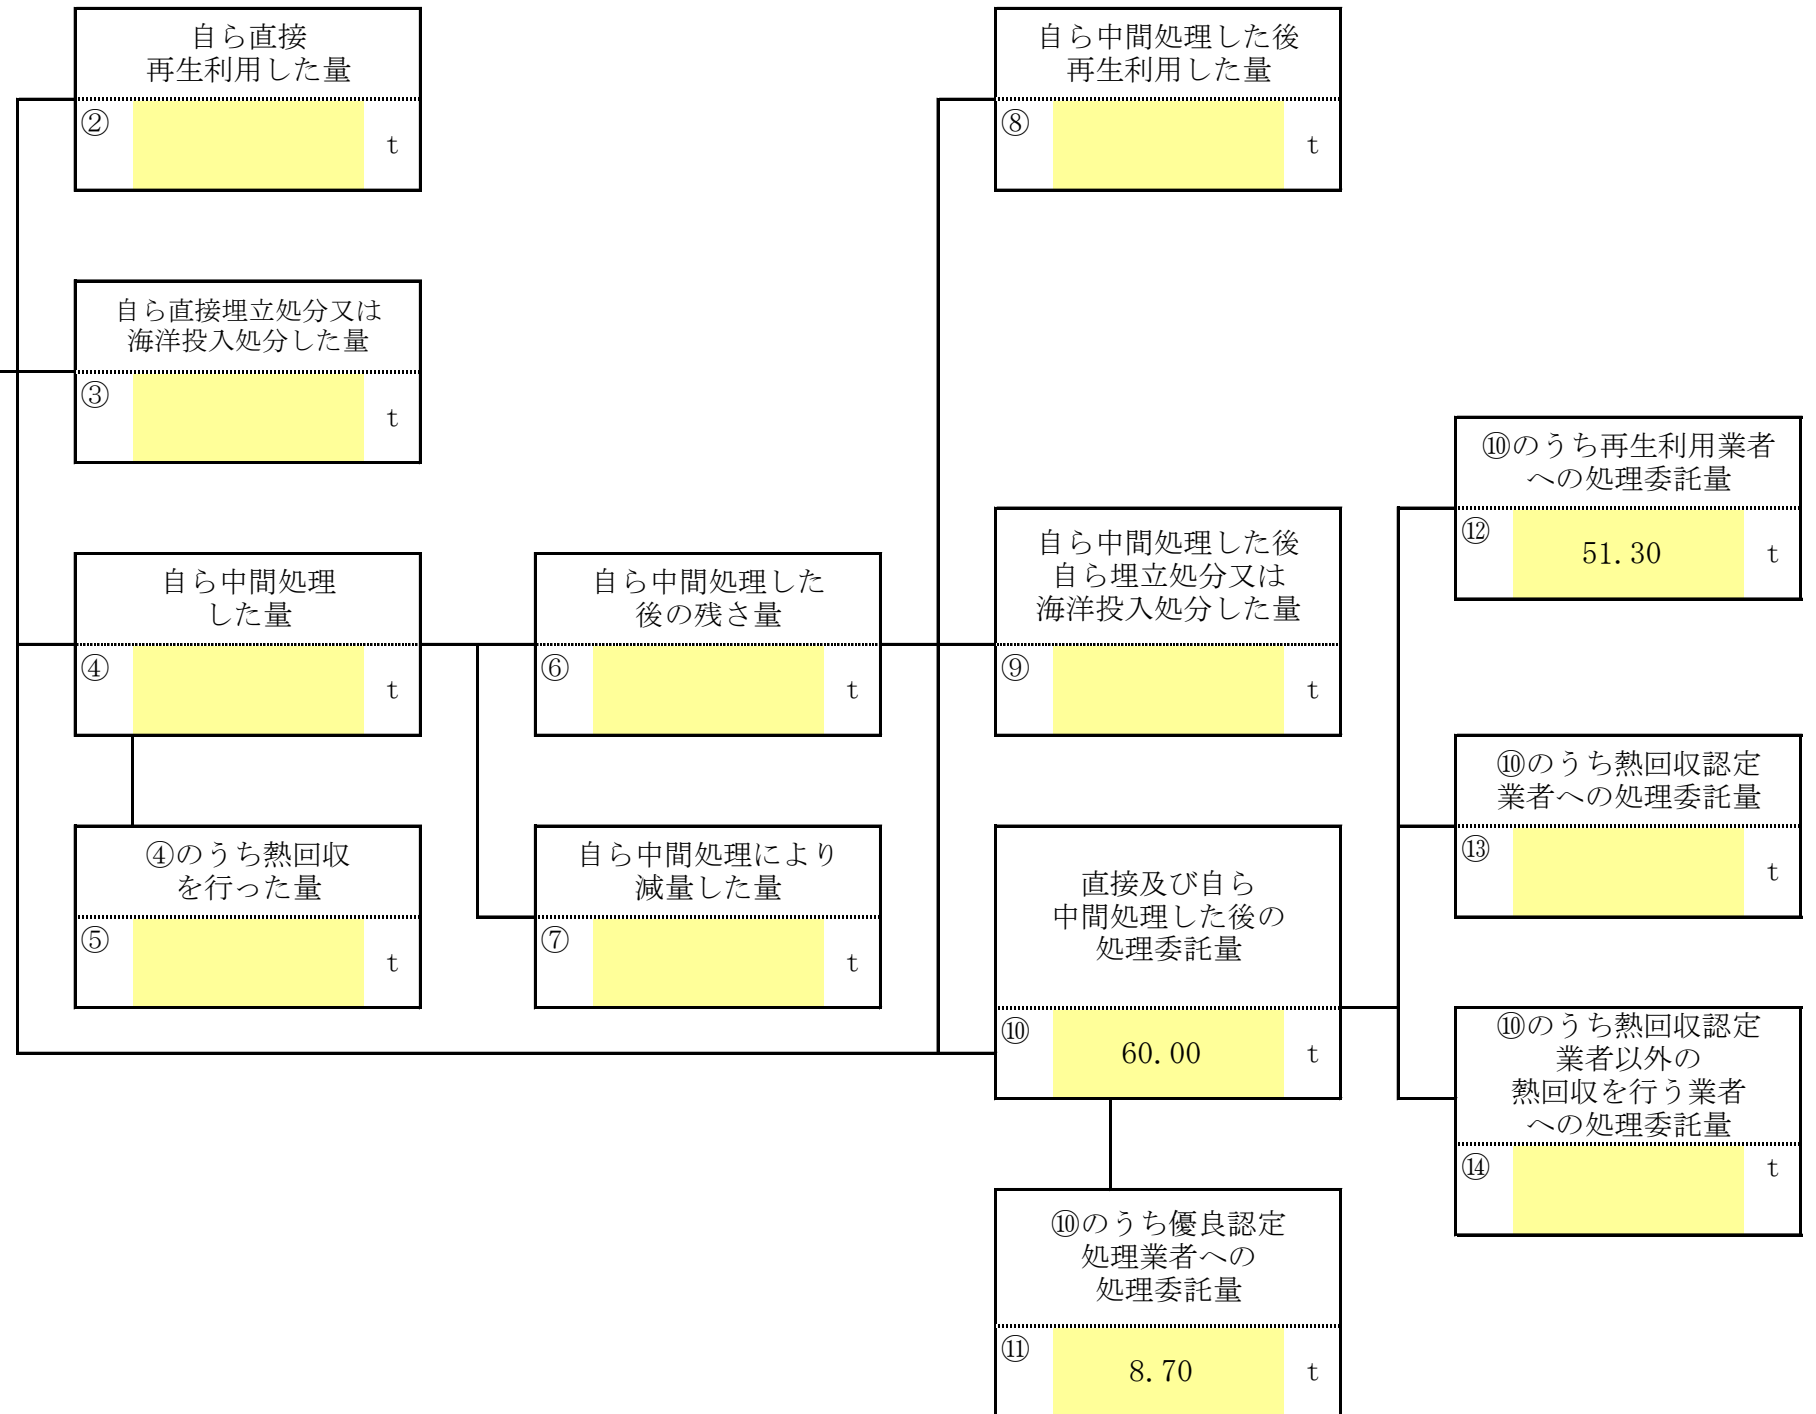 自ら直接
再生利用した量
②
t
自ら中間処理した後
再生利用した量
⑧
t
自ら直接埋立処分又は
海洋投入処分した量
③
t
⑩のうち再生利用業者
への処理委託量
⑫
51.30
t
自ら中間処理
した量
④
t
自ら中間処理した
後の残さ量
⑥
t
自ら中間処理した後
自ら埋立処分又は
海洋投入処分した量
⑨
t
⑩のうち熱回収認定
業者への処理委託量
⑬
t
④のうち熱回収
を行った量
⑤
t
自ら中間処理により
減量した量
⑦
t
直接及び自ら
中間処理した後の
処理委託量
⑩
60.00
t
⑩のうち熱回収認定
業者以外の
熱回収を行う業者
への処理委託量
⑭
t
⑩のうち優良認定
処理業者への
処理委託量
⑪
8.70
t